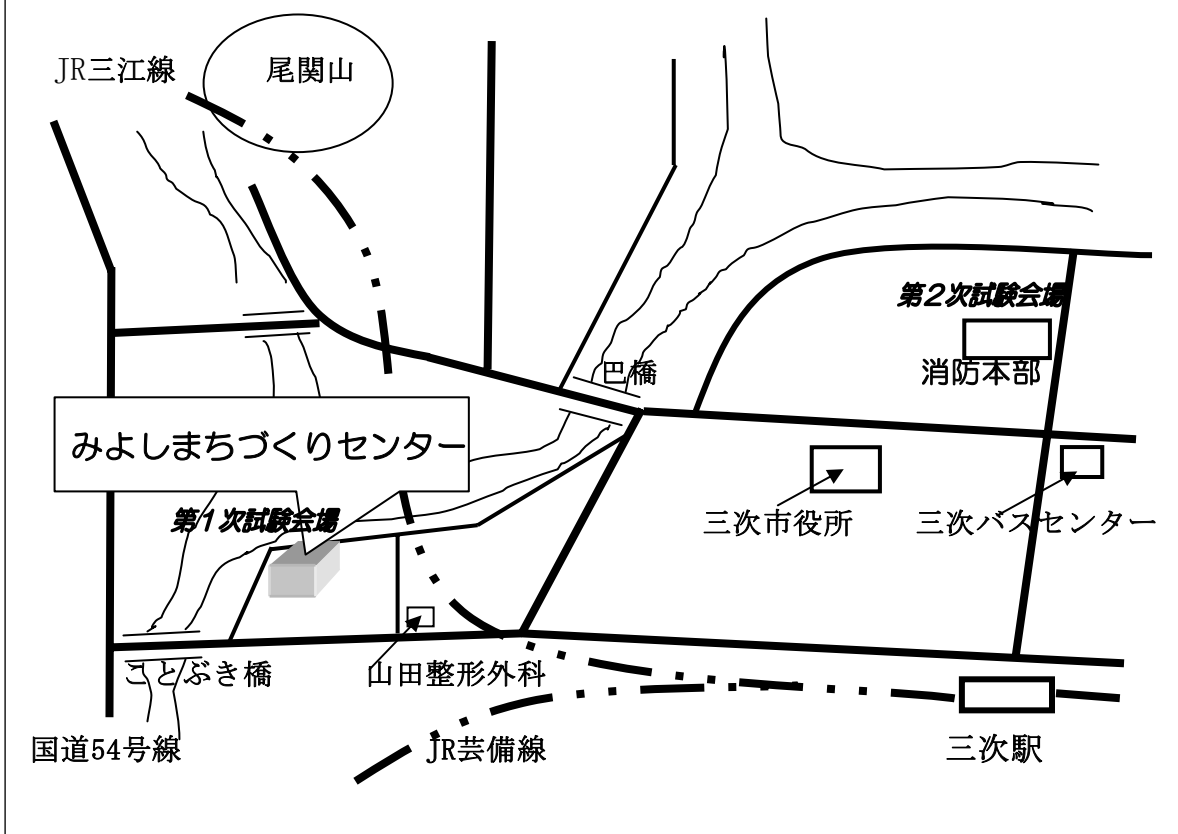 JR三江線
尾関山
第２次試験会場
消防本部
巴橋
みよしまちづくりセンター
第１次試験会場
三次市役所
三次バスセンター
ことぶき橋
山田整形外科
国道54号線
JR芸備線
三次駅